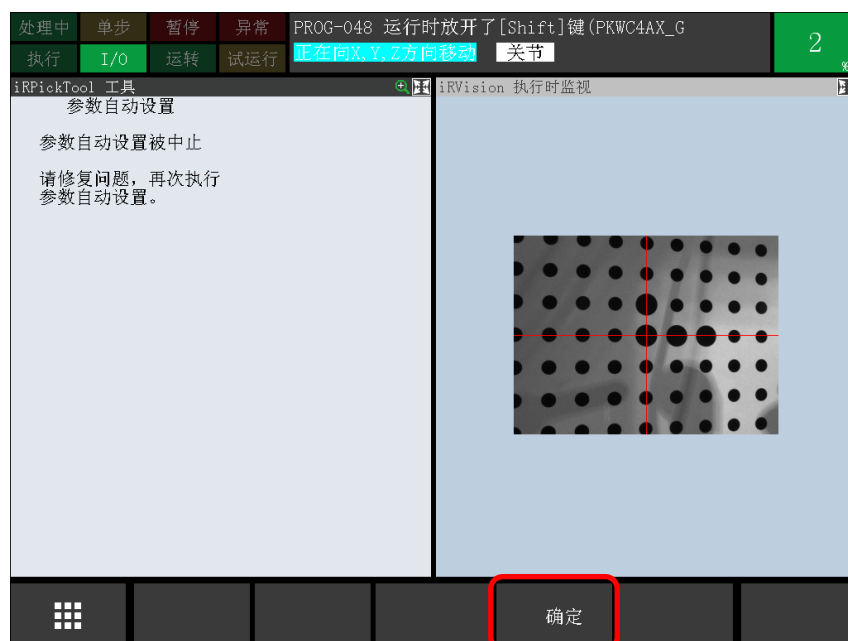 处理中 单步 暂停 异常 PROG-048 运行时放开了[Shift]键(PKWC4AX_G
执行 I/O 运转 试运行 正在向X,Y,Z方向移动 关节 2 %
iRPickTool 工具 iRVision 执行时监视
参数自动设置
参数自动设置被中止
请修复问题，再次执行
参数自动设置。
确定